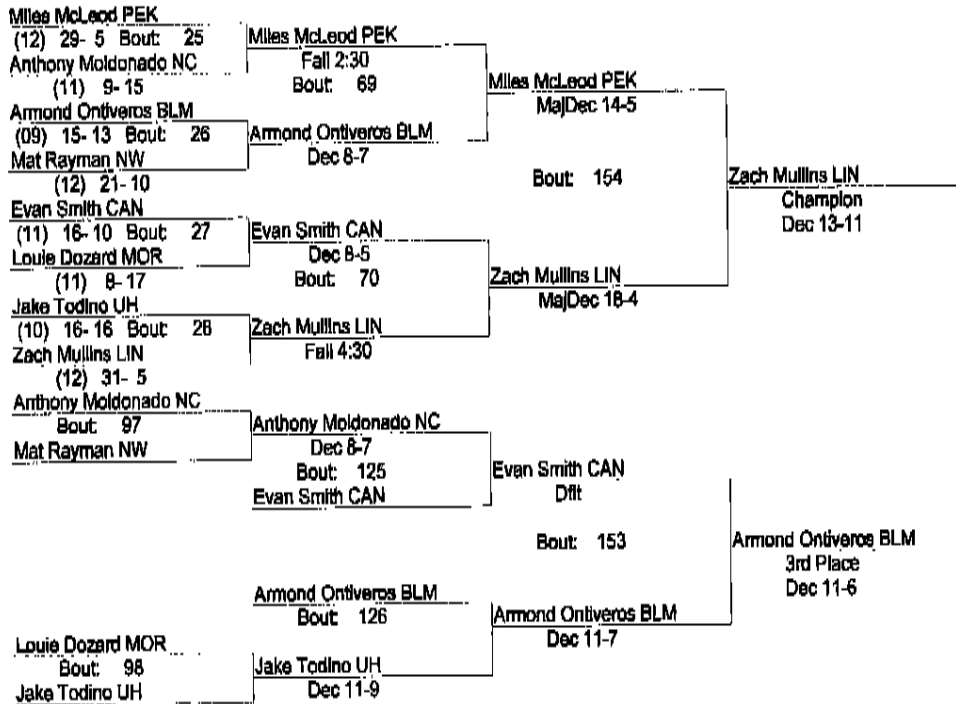 Miles McLeod PEK
(12) 29- 5 Bout: 25
Anthony Moldonado NC
(11) 9- 15
Armond Ontiveros BLM
(09) 15- 13 Bout: 26
Mat Rayman NW
(12) 21- 10
Evan Smith CAN
(11) 16- 10 Bout: 27
Louie Dozard MOR
(11) 8- 17
Jake Todino UH
(10) 16- 16 Bout: 28
Zach Mullins LIN
(12) 31- 5
Anthony Moldonado NC
Bout: 97
Mat Rayman NW
Louie Dozard MOR
Bout: 98
Jake Todino UH
Miles McLeod PEK
Fall 2:30
Bout: 69
Armond Ontiveros BLM
Dec 8-7
Evan Smith CAN
Dec 8-5
Bout: 70
Zach Mullins LIN
Fall 4:30
Anthony Moldonado NC
Dec 8-7
Bout: 125
Evan Smith CAN
Armond Ontiveros BLM
Bout: 126
Jake Todino UH
Dec 11-9
Miles McLeod PEK
MajDec 14-5
Bout: 154
Zach Mullins LIN
MajDec 18-4
Evan Smith CAN
Dflt
Bout: 153
Armond Ontiveros BLM
Dec 11-7
Zach Mullins LIN
Champion
Dec 13-11
Armond Ontiveros BLM
3rd Place
Dec 11-6